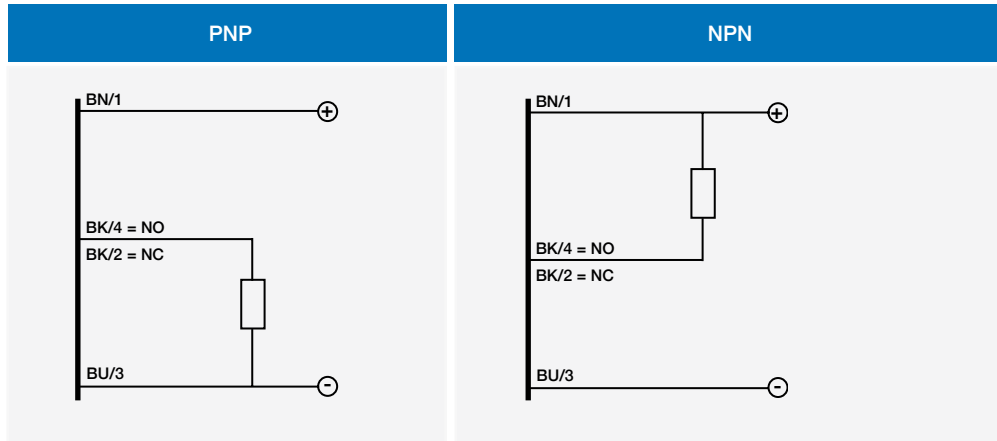 PNP
BN/1
+
BK/4 = NO
BK/2 = NC
BU/3
-
NPN
BN/1
+
BK/4 = NO
BK/2 = NC
BU/3
-